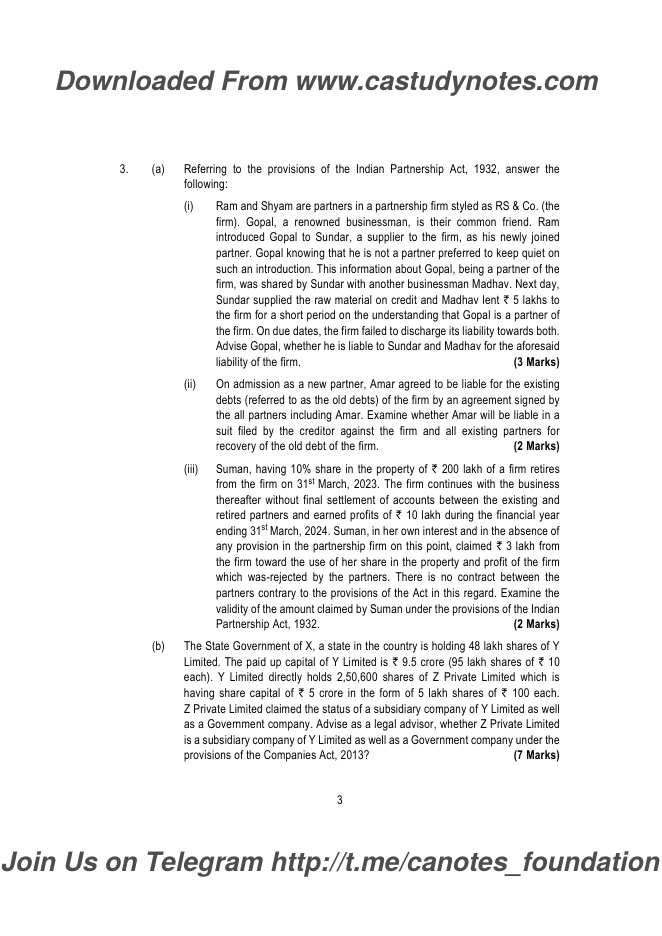 Downloaded From www.castudynotes.com
3. (a) Referring to the provisions of the Indian Partnership Act, 1932, answer the
following:
(i) Ram and Shyam are partners in a partnership firm styled as RS & Co. (the
firm). Gopal, a renowned businessman, is their common friend. Ram
introduced Gopal to Sundar, a supplier to the firm, as his newly joined
partner. Gopal knowing that he is not a partner preferred to keep quiet on
such an introduction. This information about Gopal, being a partner of the
firm, was shared by Sundar with another businessman Madhav. Next day,
Sundar supplied the raw material on credit and Madhav lent ₹ 5 lakhs to
the firm for a short period on the understanding that Gopal is a partner of
the firm. On due dates, the firm failed to discharge its liability towards both.
Advise Gopal, whether he is liable to Sundar and Madhav for the aforesaid
liability of the firm. (3 Marks)
(ii) On admission as a new partner, Amar agreed to be liable for the existing
debts (referred to as the old debts) of the firm by an agreement signed by
the all partners including Amar. Examine whether Amar will be liable in a
suit filed by the creditor against the firm and all existing partners for
recovery of the old debt of the firm. (2 Marks)
(iii) Suman, having 10% share in the property of ₹ 200 lakh of a firm retires
from the firm on 31st March, 2023. The firm continues with the business
thereafter without final settlement of accounts between the existing and
retired partners and earned profits of ₹ 10 lakh during the financial year
ending 31st March, 2024. Suman, in her own interest and in the absence of
any provision in the partnership firm on this point, claimed ₹ 3 lakh from
the firm toward the use of her share in the property and profit of the firm
which was-rejected by the partners. There is no contract between the
partners contrary to the provisions of the Act in this regard. Examine the
validity of the amount claimed by Suman under the provisions of the Indian
Partnership Act, 1932. (2 Marks)
(b) The State Government of X, a state in the country is holding 48 lakh shares of Y
Limited. The paid up capital of Y Limited is ₹ 9.5 crore (95 lakh shares of ₹ 10
each). Y Limited directly holds 2,50,600 shares of Z Private Limited which is
having share capital of ₹ 5 crore in the form of 5 lakh shares of ₹ 100 each.
Z Private Limited claimed the status of a subsidiary company of Y Limited as well
as a Government company. Advise as a legal advisor, whether Z Private Limited
is a subsidiary company of Y Limited as well as a Government company under the
provisions of the Companies Act, 2013? (7 Marks)
3
Join Us on Telegram http://t.me/canotes_foundation